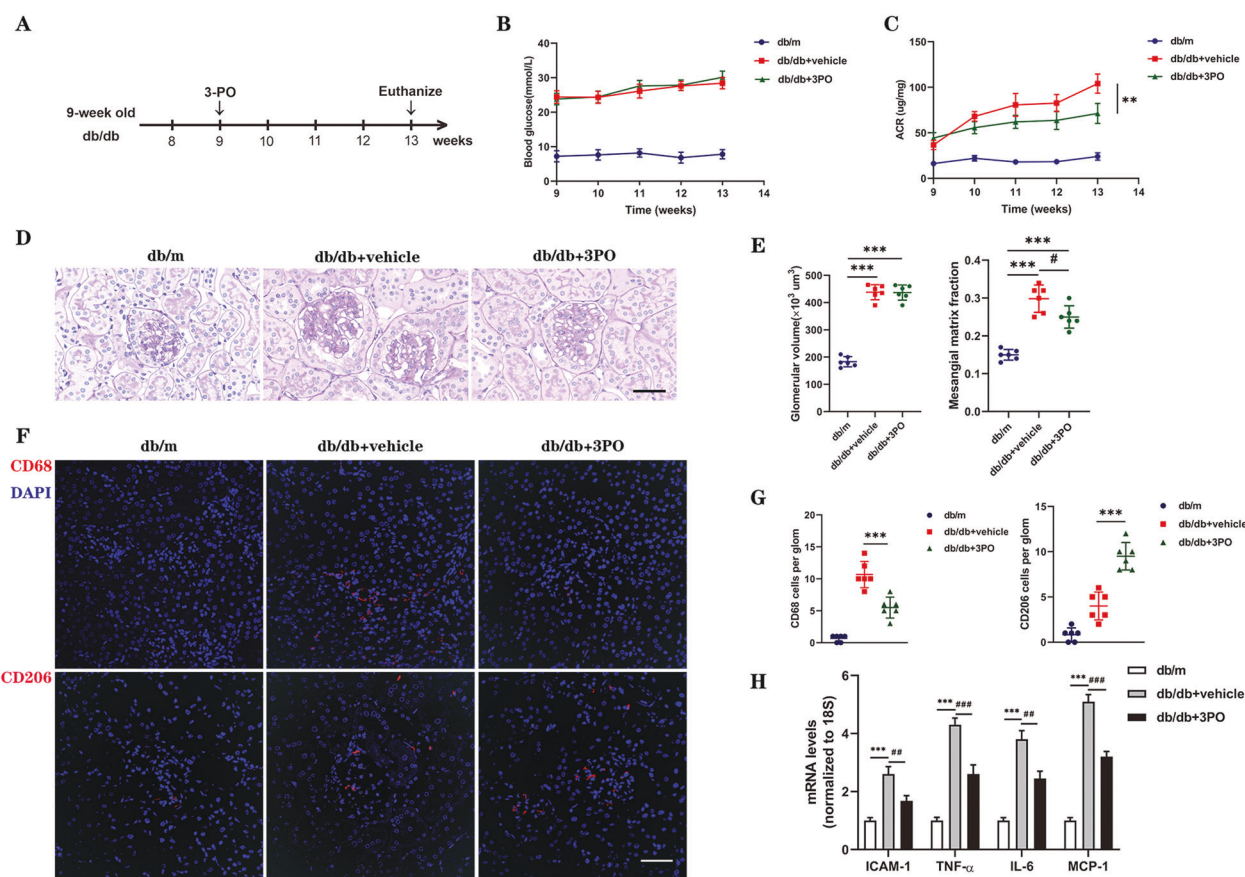 A
9-week old
db/db
3-PO
Euthanize
8 9 10 11 12 13 weeks
B
Blood glucose(mmol/L)
40
30
20
10
0
9 10 11 12 13 14
Time (weeks)
db/m
db/db+vehicle
db/db+3PO
C
ACR (ug/mg)
150
100
50
0
9 10 11 12 13 14
Time (weeks)
**
db/m
db/db+vehicle
db/db+3PO
D
db/m db/db+vehicle db/db+3PO
E
Glomerular volume(×10³ um³)
600
400
200
0
***
***
db/m
db/db+vehicle
db/db+3PO
Mesangial matrix fraction
0.4
0.3
0.2
0.1
0.0
***
*** #
db/m
db/db+vehicle
db/db+3PO
F
db/m db/db+vehicle db/db+3PO
CD68
DAPI
CD206
G
CD68 cells per glom
20
15
10
5
0
***
db/m
db/db+vehicle
db/db+3PO
CD206 cells per glom
15
10
5
0
***
db/m
db/db+vehicle
db/db+3PO
H
mRNA levels
(normalized to 18S)
6
4
2
0
*** ##
*** ###
*** ##
*** ###
ICAM-1 TNF-α IL-6 MCP-1
db/m
db/db+vehicle
db/db+3PO